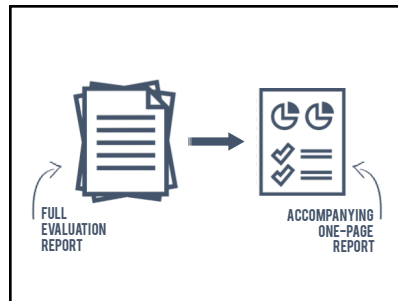 FULL
EVALUATION
REPORT
ACCOMPANYING
ONE-PAGE
REPORT